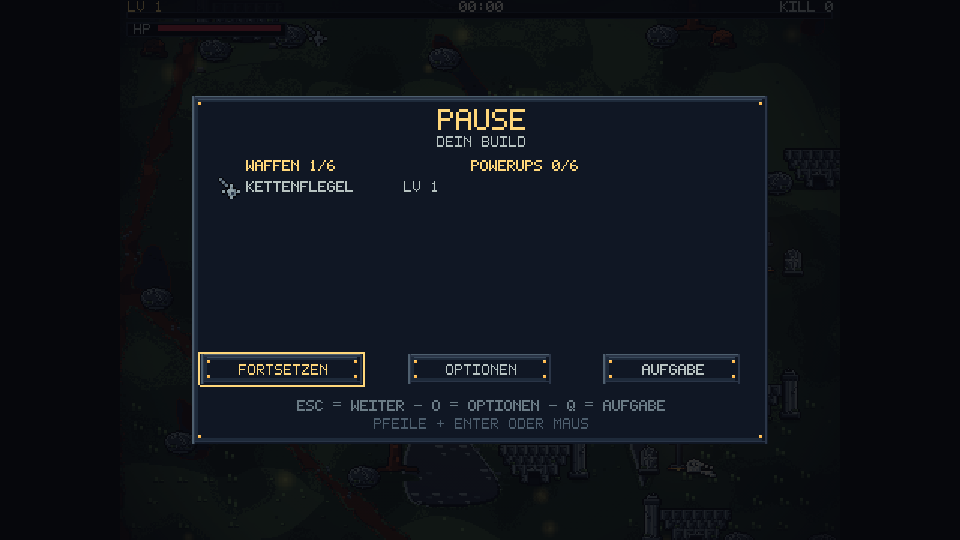 LV 1 00:00 KILL 0
HP
PAUSE
DEIN BUILD
WAFFEN 1/6 POWERUPS 0/6
KETTENFLEGEL LV 1
FORTSETZEN OPTIONEN AUFGABE
ESC = WEITER - O = OPTIONEN - Q = AUFGABE
PFEILE + ENTER ODER MAUS